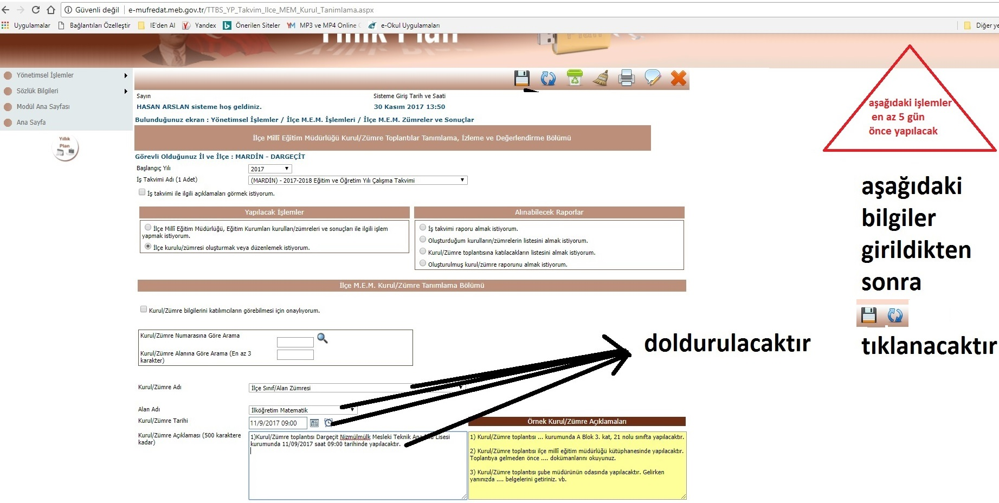 Güvenli değil
e-mufredat.meb.gov.tr/TTBS_YP_Takvim_Ilce_MEM_Kurul_Tanimlama.aspx
Uygulamalar
Bağlantıları Özelleştir
IE'den Al
Yandex
Önerilen Siteler
MP3 ve MP4 Online
e-Okul Uygulamaları
Diğer ye
Yıllık Plan
Yönetimsel İşlemler
Sözlük Bilgileri
Modül Ana Sayfası
Ana Sayfa
Yıllık
Plan
Sayın
Sisteme Giriş Tarih ve Saati
HASAN ARSLAN sisteme hoş geldiniz.
30 Kasım 2017 13:50
Bulunduğunuz ekran : Yönetimsel İşlemler / İlçe M.E.M. İşlemleri / İlçe M.E.M. Zümreler ve Sonuçlar
İlçe Millî Eğitim Müdürlüğü Kurul/Zümre Toplantılar Tanımlama, İzleme ve Değerlendirme Bölümü
Görevli Olduğunuz İl ve İlçe : MARDİN - DARGEÇİT
Başlangıç Yılı
2017
İş Takvimi Adı (1 Adet)
(MARDİN) - 2017-2018 Eğitim ve Öğretim Yılı Çalışma Takvimi
İş takvimi ile ilgili açıklamaları görmek istiyorum.
Yapılacak İşlemler
İlçe Millî Eğitim Müdürlüğü, Eğitim Kurumları kurulları/zümreleri ve sonuçları ile ilgili işlem
yapmak istiyorum.
İlçe kurulu/zümresi oluşturmak veya düzenlemek istiyorum.
Alınabilecek Raporlar
İş takvimi raporu almak istiyorum.
Oluşturduğum kurulların/zümrelerin listesini almak istiyorum.
Kurul/Zümre toplantısına katılacakların listesini almak istiyorum.
Oluşturulmuş kurul/zümre raporunu almak istiyorum.
İlçe M.E.M. Kurul/Zümre Tanımlama Bölümü
Kurul/Zümre bilgilerini katılımcıların görebilmesi için onaylıyorum.
Kurul/Zümre Numarasına Göre Arama
Kurul/Zümre Alanına Göre Arama (En az 3
karakter)
Kurul/Zümre Adı
İlçe Sınıf/Alan Zümresi
Alan Adı
İlköğretim Matematik
Kurul/Zümre Tarihi
11/9/2017 09:00
Kurul/Zümre Açıklaması (500 karaktere
kadar)
1)Kurul/Zümre toplantısı Dargeçit Nizmülmülk Mesleki Teknik Lisesi
kurumunda 11/09/2017 saat 09:00 tarihinde yapılacaktır.
Örnek Kurul/Zümre Açıklamaları
1) Kurul/Zümre toplantısı ... kurumunda A Blok 3. kat, 21 nolu sınıfta yapılacaktır.
2) Kurul/Zümre toplantısı ilçe millî eğitim müdürlüğü kütüphanesinde yapılacaktır.
Toplantıya gelmeden önce .... dokümanlarını okuyunuz.
3) Kurul/Zümre toplantısı şube müdürünün odasında yapılacaktır. Gelirken
yanınızda .... belgelerini getiriniz. vb.
doldurulacaktır
aşağıdaki işlemler
en az 5 gün
önce yapılacak
aşağıdaki
bilgiler
girildikten
sonra
tıklanacaktır